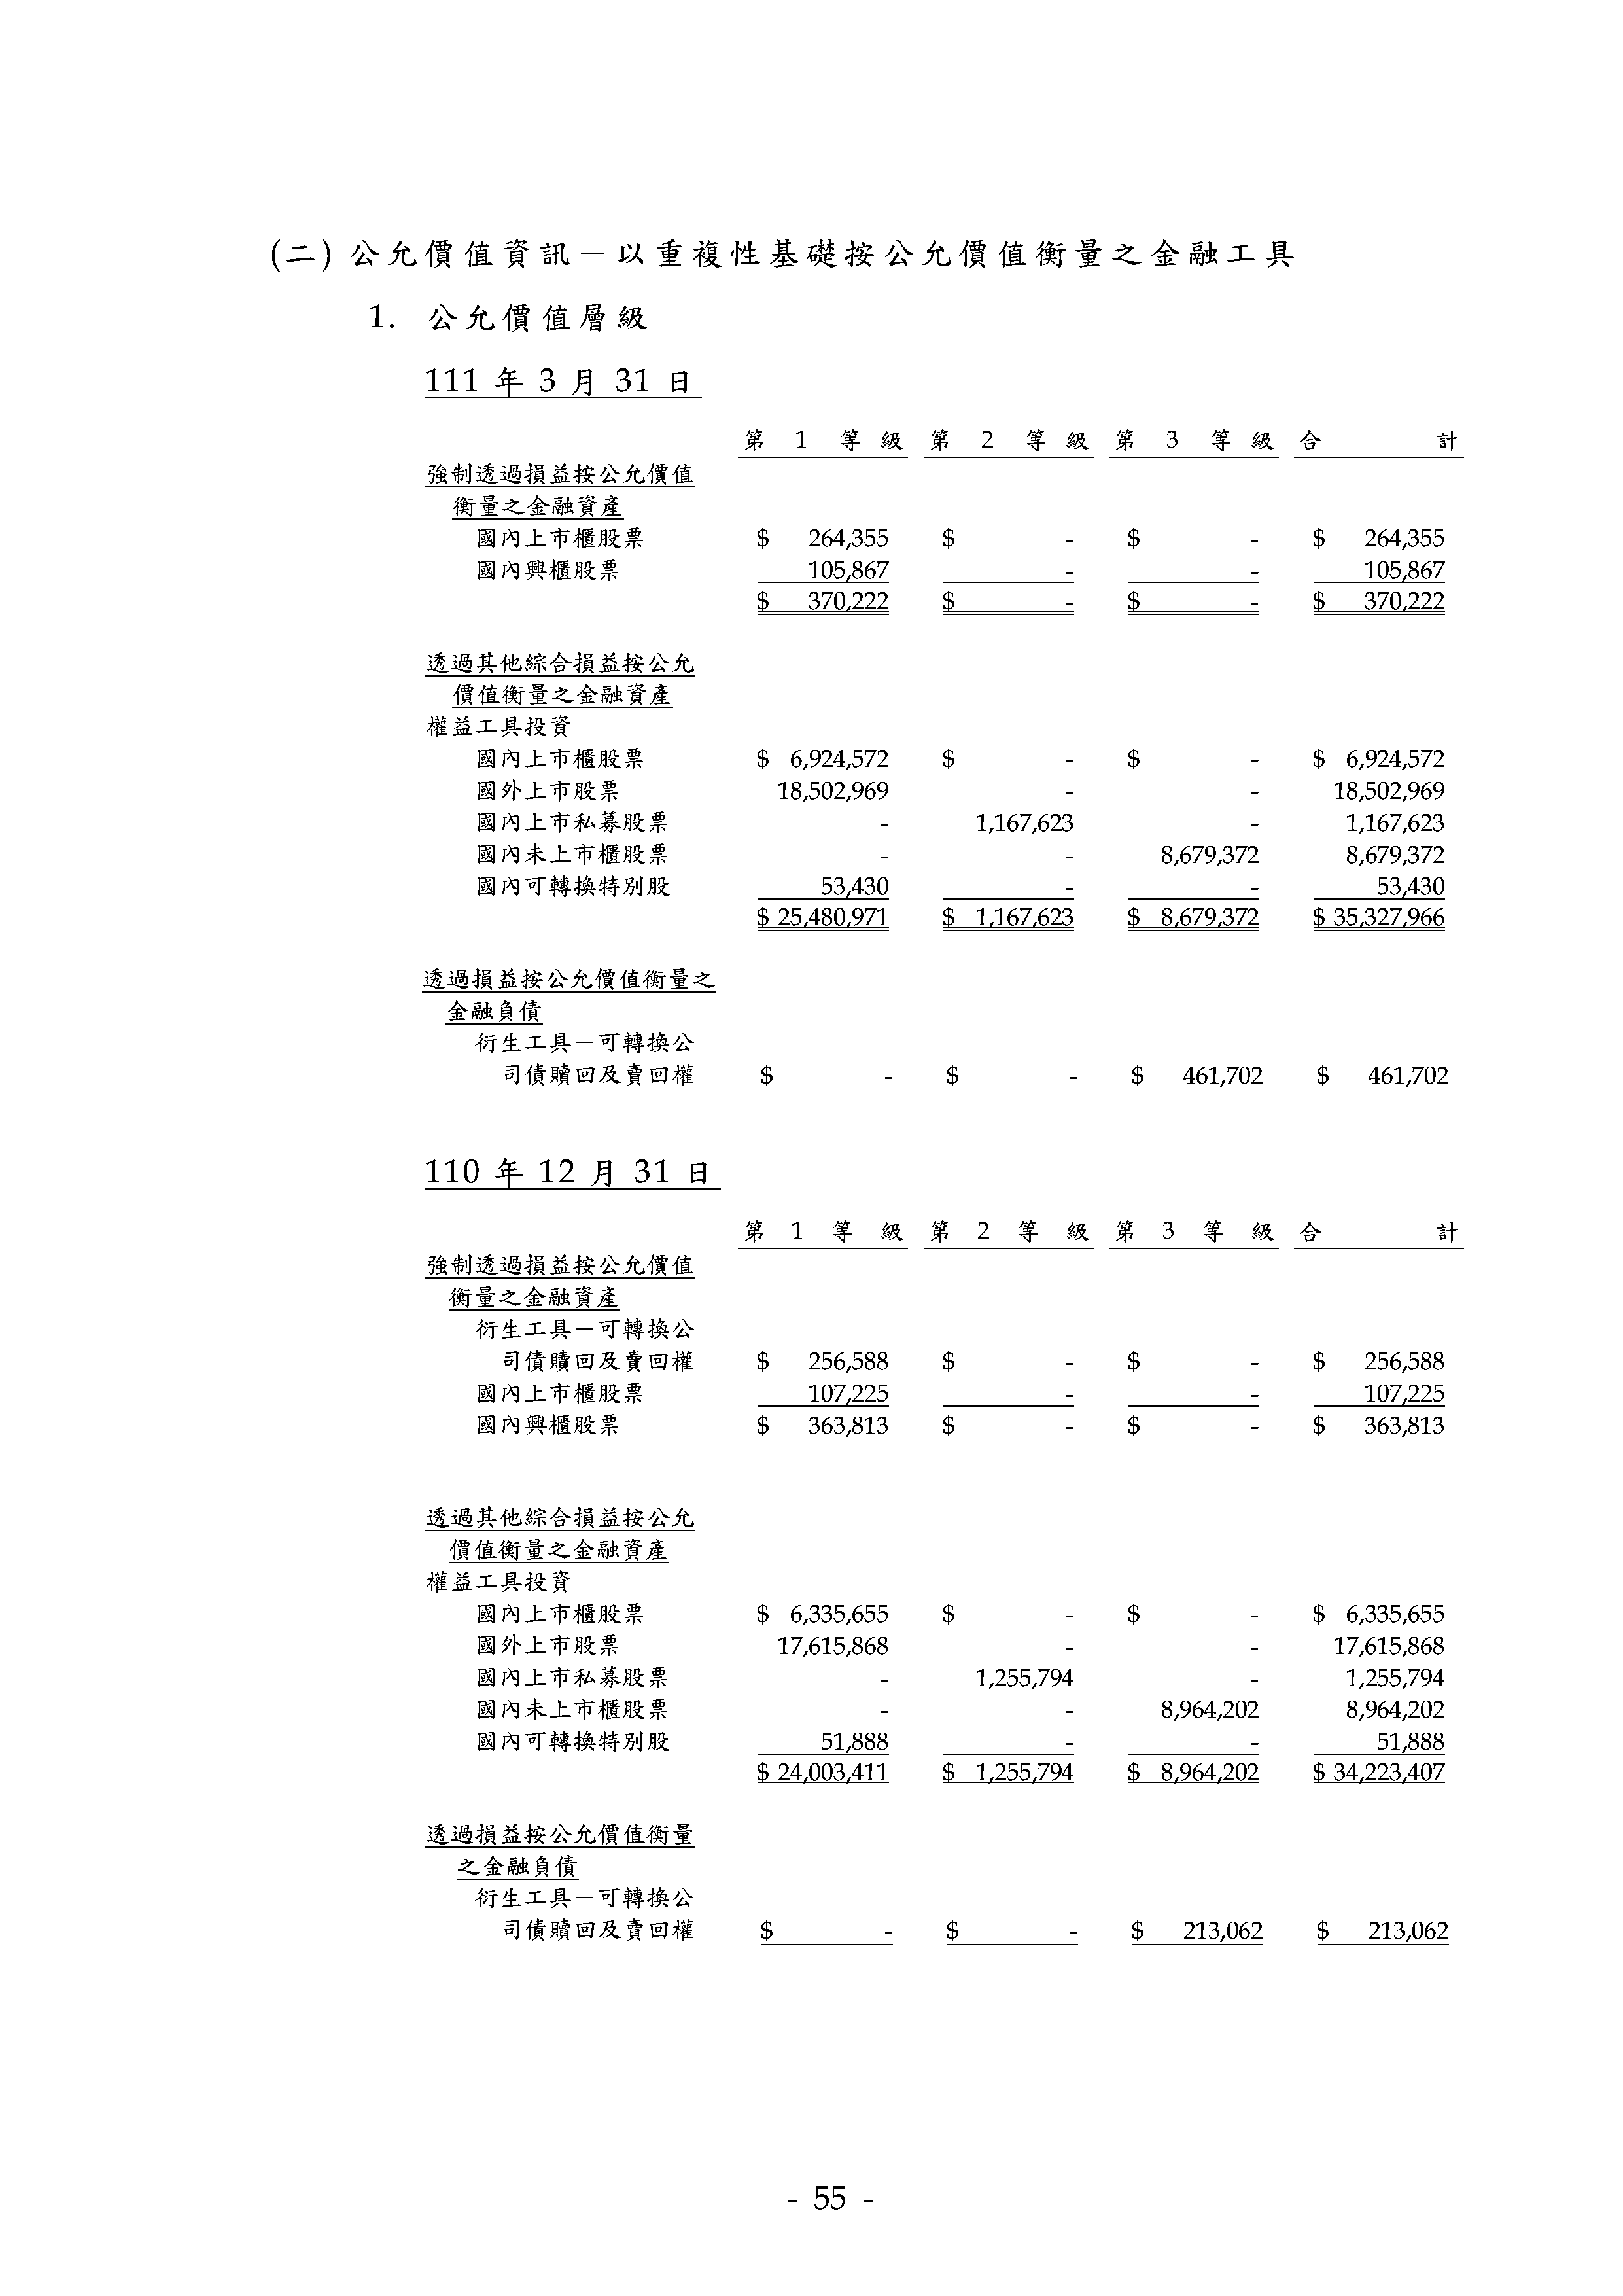 (二) 公允價值資訊－以重複性基礎按公允價值衡量之金融工具
1. 公允價值層級
111 年 3 月 31 日
第 1 等 級 第 2 等 級 第 3 等 級 合 計
強制透過損益按公允價值
衡量之金融資產
國內上市櫃股票 $ 264,355 $ - $ - $ 264,355
國內興櫃股票 105,867 - - 105,867
$ 370,222 $ - $ - $ 370,222
透過其他綜合損益按公允
價值衡量之金融資產
權益工具投資
國內上市櫃股票 $ 6,924,572 $ - $ - $ 6,924,572
國外上市股票 18,502,969 - - 18,502,969
國內上市私募股票 - 1,167,623 - 1,167,623
國內未上市櫃股票 - - 8,679,372 8,679,372
國內可轉換特別股 53,430 - - 53,430
$ 25,480,971 $ 1,167,623 $ 8,679,372 $ 35,327,966
透過損益按公允價值衡量之
金融負債
衍生工具－可轉換公
司債贖回及賣回權 $ - $ - $ 461,702 $ 461,702
110 年 12 月 31 日
第 1 等 級 第 2 等 級 第 3 等 級 合 計
強制透過損益按公允價值
衡量之金融資產
衍生工具－可轉換公
司債贖回及賣回權 $ 256,588 $ - $ - $ 256,588
國內上市櫃股票 107,225 - - 107,225
國內興櫃股票 $ 363,813 $ - $ - $ 363,813
透過其他綜合損益按公允
價值衡量之金融資產
權益工具投資
國內上市櫃股票 $ 6,335,655 $ - $ - $ 6,335,655
國外上市股票 17,615,868 - - 17,615,868
國內上市私募股票 - 1,255,794 - 1,255,794
國內未上市櫃股票 - - 8,964,202 8,964,202
國內可轉換特別股 51,888 - - 51,888
$ 24,003,411 $ 1,255,794 $ 8,964,202 $ 34,223,407
透過損益按公允價值衡量
之金融負債
衍生工具－可轉換公
司債贖回及賣回權 $ - $ - $ 213,062 $ 213,062
- 55 -